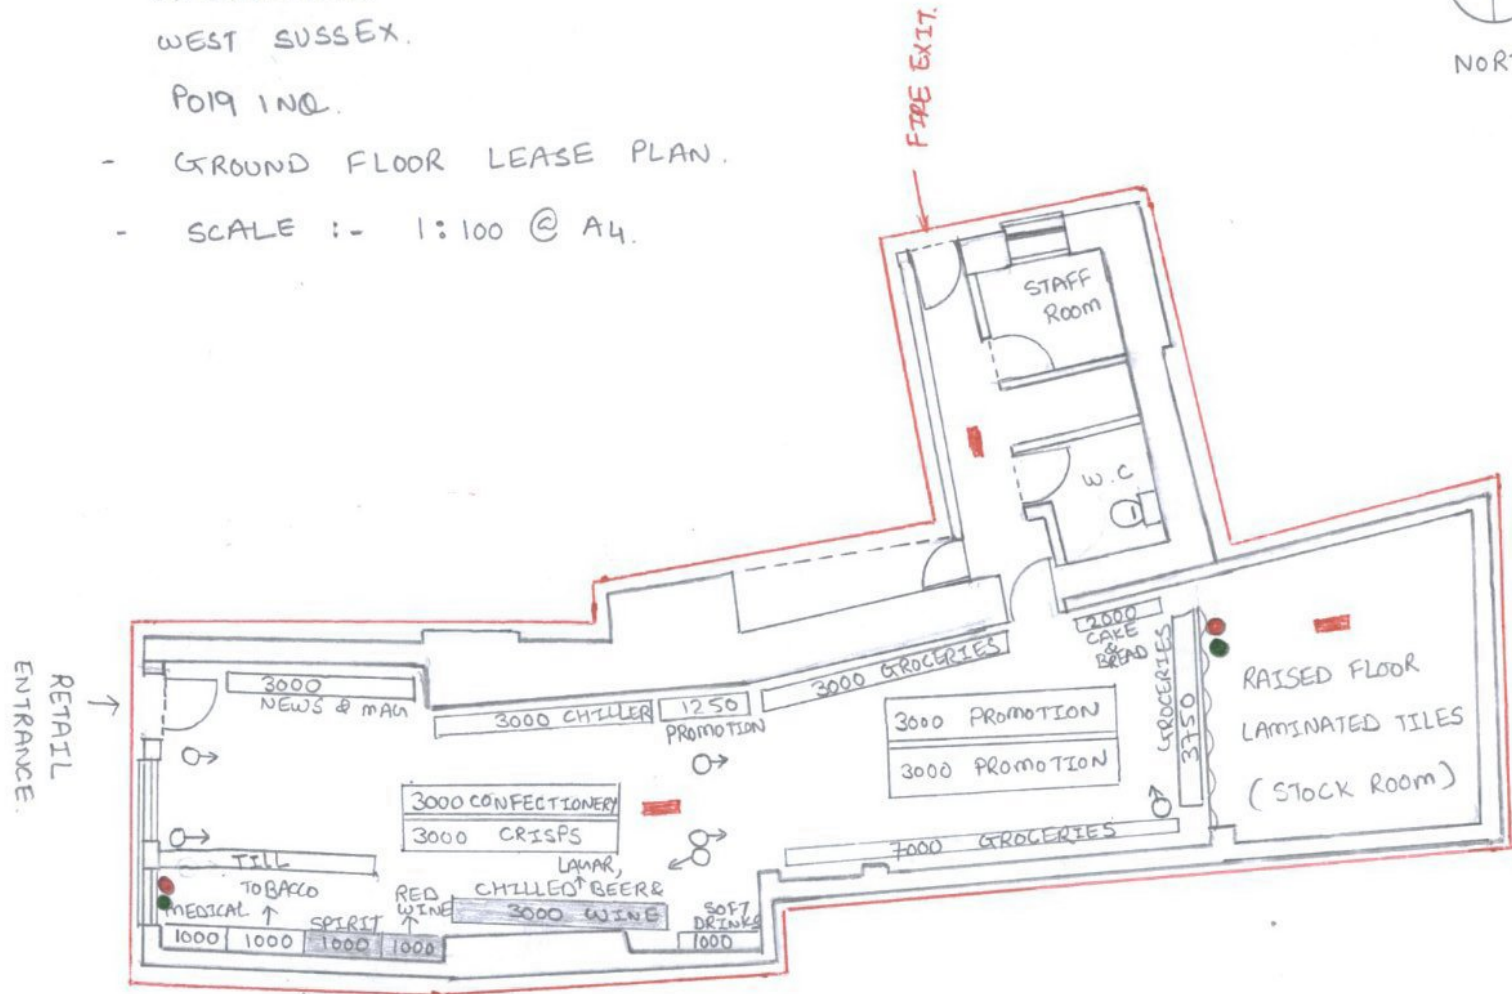 WEST SUSSEX.
PO19 1NQ.
- GROUND FLOOR LEASE PLAN.
- SCALE :- 1:100 @ A4.
FIRE EXIT.
NORT
STAFF
ROOM
W.C
RETAIL
ENTRANCE.
3000
NEWS & MAG
3000 CHILLER
1250
PROMOTION
3000 GROCERIES
2000
CAKE
&
BREAD
GROCERIES
3750
3000 PROMOTION
3000 PROMOTION
RAISED FLOOR
LAMINATED TILES
(STOCK ROOM)
3000 CONFECTIONERY
3000 CRISPS
7000 GROCERIES
TILL
TOBACCO
MEDICAL
SPIRIT
RED
WINE
LAUAR,
CHILLED BEER &
3000 WINE
SOFT
DRINKS
1000
1000
1000
1000
1000